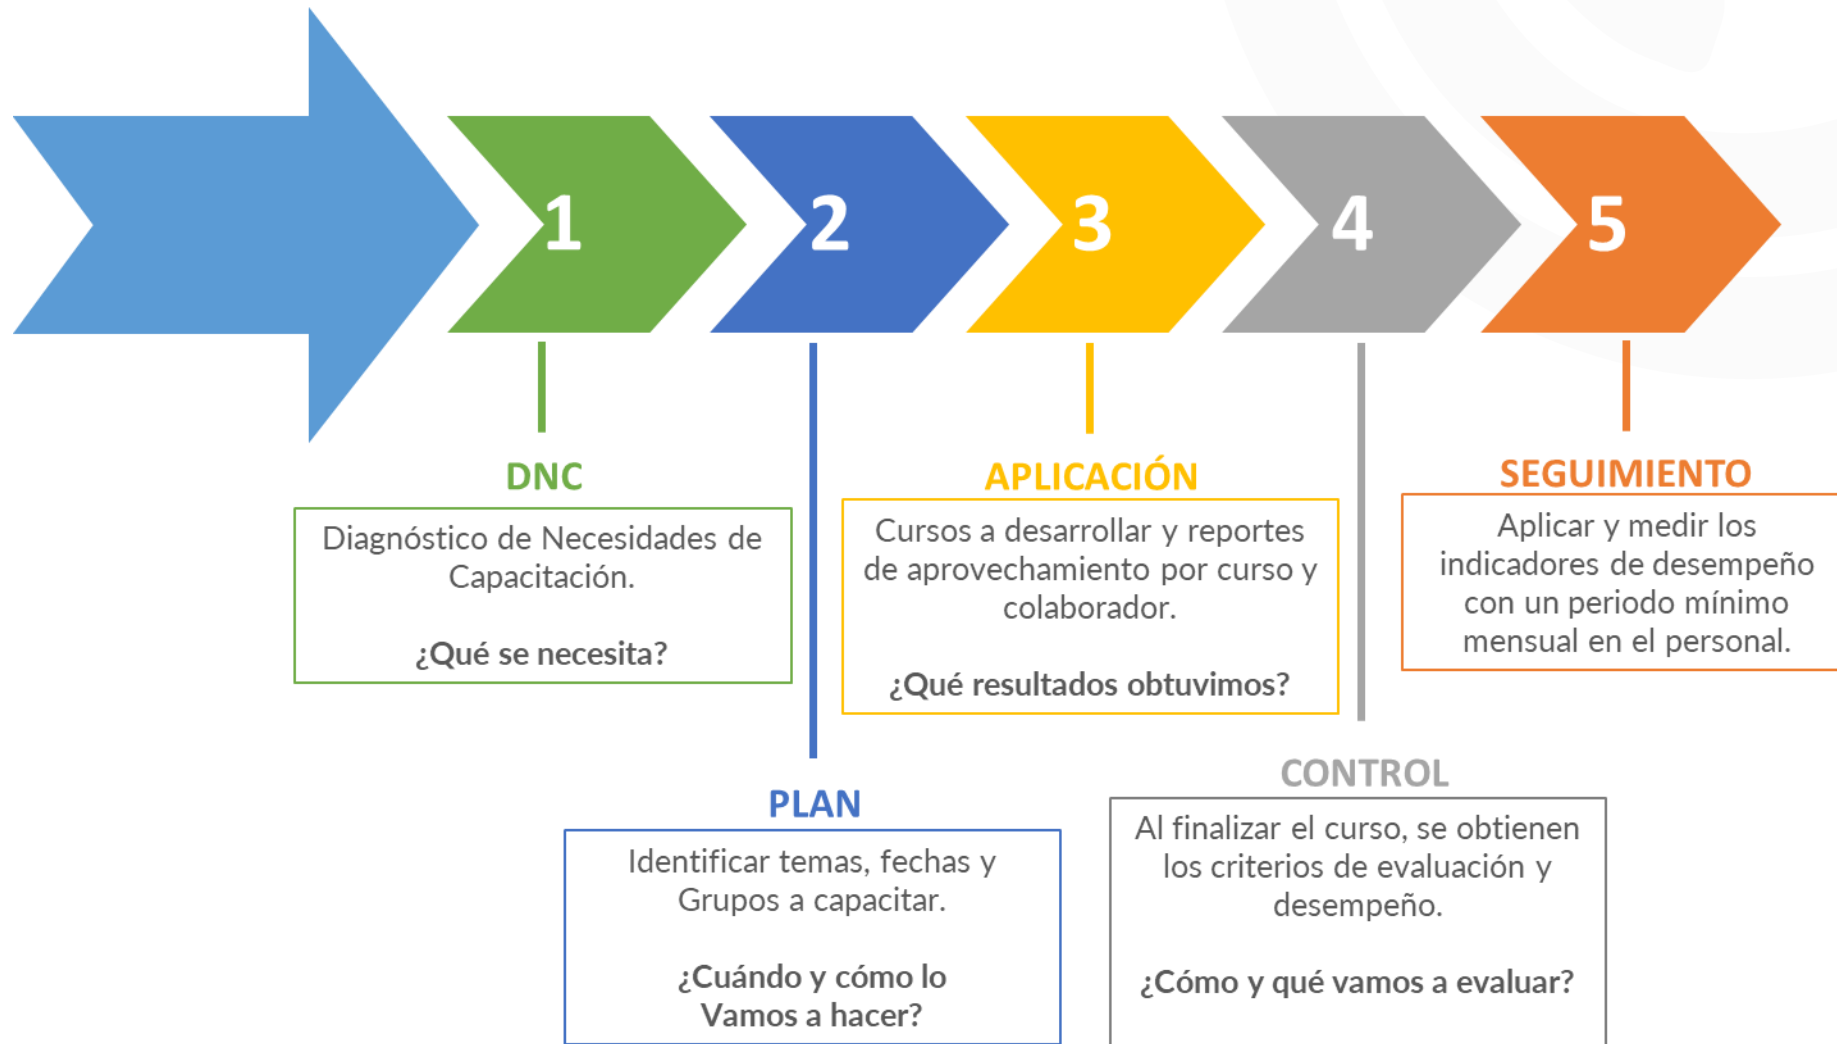 1
2
3
4
5
DNC
Diagnóstico de Necesidades de
Capacitación.
¿Qué se necesita?
PLAN
Identificar temas, fechas y
Grupos a capacitar.
¿Cuándo y cómo lo
Vamos a hacer?
APLICACIÓN
Cursos a desarrollar y reportes
de aprovechamiento por curso y
colaborador.
¿Qué resultados obtuvimos?
CONTROL
Al finalizar el curso, se obtienen
los criterios de evaluación y
desempeño.
¿Cómo y qué vamos a evaluar?
SEGUIMIENTO
Aplicar y medir los
indicadores de desempeño
con un periodo mínimo
mensual en el personal.